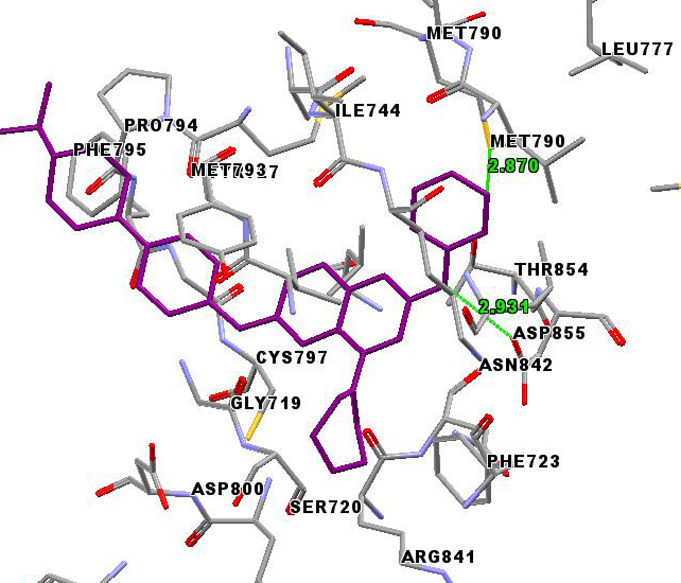 MET790
LEU777
ILE744
PRO794
MET790
PHE795
2.870
MET793
THR854
2.931
ASP855
CYS797
ASN842
GLY719
PHE723
ASP800
SER720
ARG841